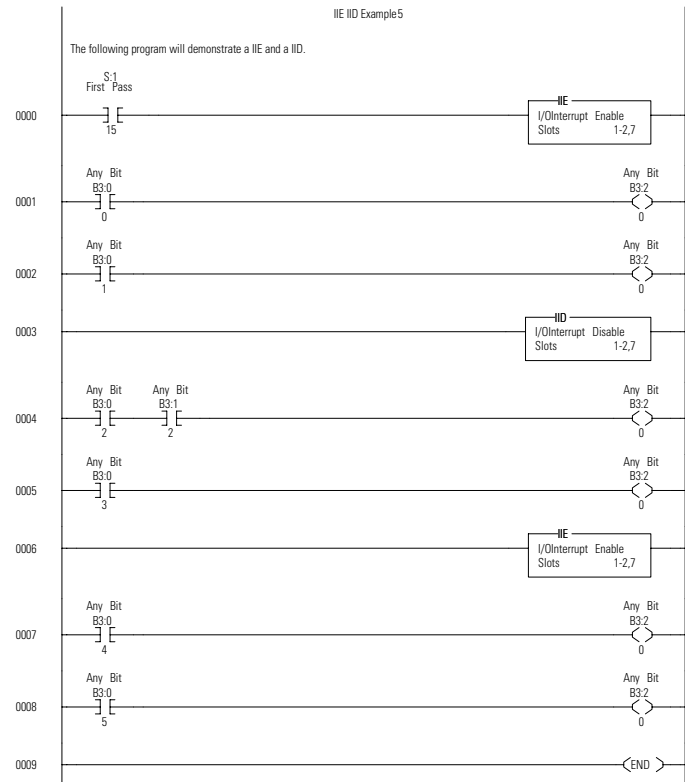 IIE IID Example 5
The following program will demonstrate a IIE and a IID.
S:1
First Pass
0000
15
IIE
I/OInterrupt Enable
Slots 1-2,7
Any Bit
B3:0
0001
0
Any Bit
B3:2
0
Any Bit
B3:0
0002
1
Any Bit
B3:2
0
0003
IID
I/OInterrupt Disable
Slots 1-2,7
Any Bit
B3:0
0004
2
Any Bit
B3:1
2
Any Bit
B3:2
0
Any Bit
B3:0
0005
3
Any Bit
B3:2
0
0006
IIE
I/OInterrupt Enable
Slots 1-2,7
Any Bit
B3:0
0007
4
Any Bit
B3:2
0
Any Bit
B3:0
0008
5
Any Bit
B3:2
0
0009
END